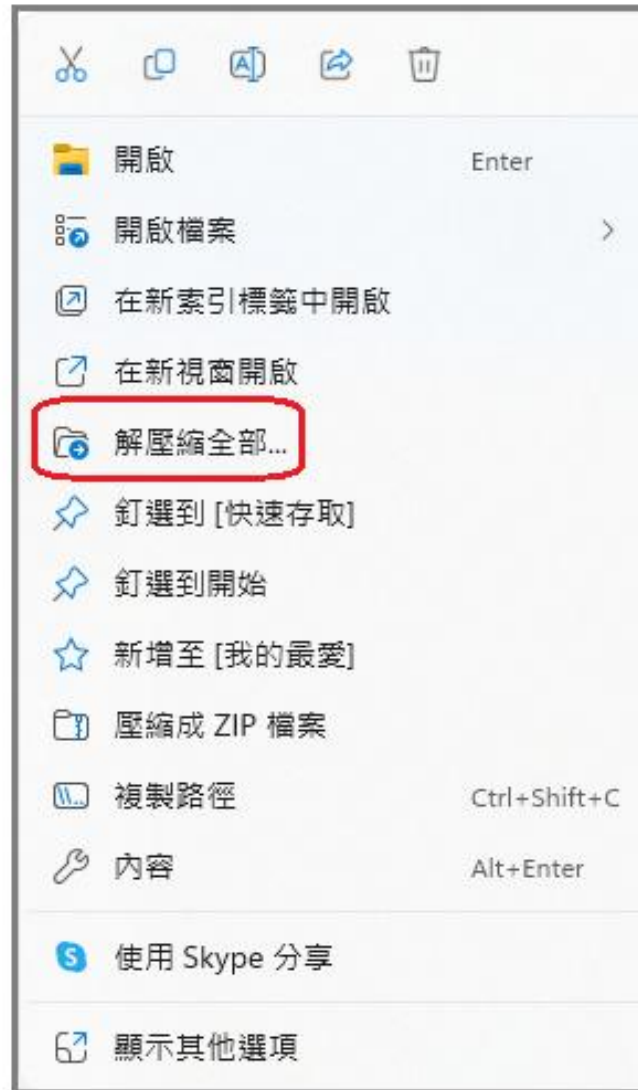 開啟 Enter
開啟檔案
在新索引標籤中開啟
在新視窗開啟
解壓縮全部...
釘選到 [快速存取]
釘選到開始
新增至 [我的最愛]
壓縮成 ZIP 檔案
複製路徑 Ctrl+Shift+C
內容 Alt+Enter
使用 Skype 分享
顯示其他選項